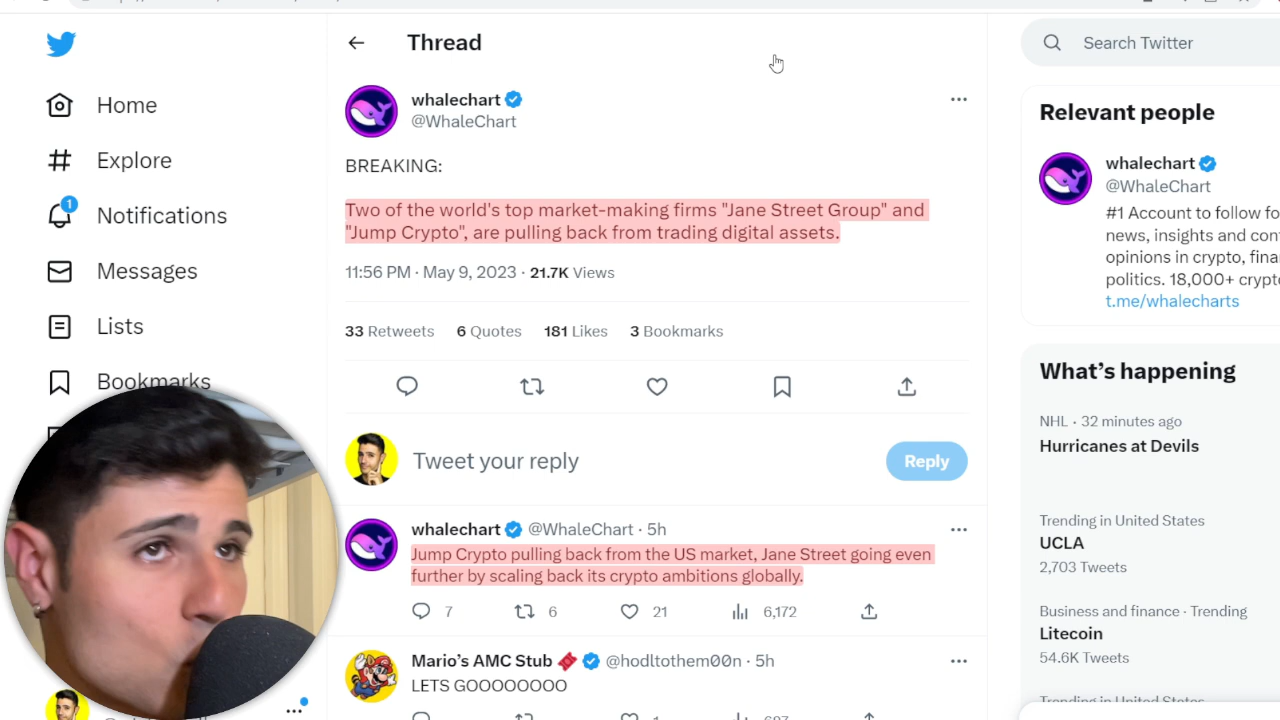 Thread
Search Twitter
Home
Explore
1
Notifications
Messages
Lists
Bookmarks
whalechart
@WhaleChart
BREAKING:
Two of the world's top market-making firms "Jane Street Group" and
"Jump Crypto", are pulling back from trading digital assets.
11:56 PM · May 9, 2023 · 21.7K Views
33 Retweets 6 Quotes 181 Likes 3 Bookmarks
Tweet your reply
Reply
whalechart @WhaleChart · 5h
Jump Crypto pulling back from the US market, Jane Street going even
further by scaling back its crypto ambitions globally.
7 6 21 6,172
Mario's AMC Stub @hodltothem00n · 5h
LETS GOOOOOOOO
Relevant people
whalechart
@WhaleChart
#1 Account to follow fo
news, insights and con
opinions in crypto, fina
politics. 18,000+ crypt
t.me/whalecharts
What's happening
NHL · 32 minutes ago
Hurricanes at Devils
Trending in United States
UCLA
2,703 Tweets
Business and finance · Trending
Litecoin
54.6K Tweets
Trending in United States